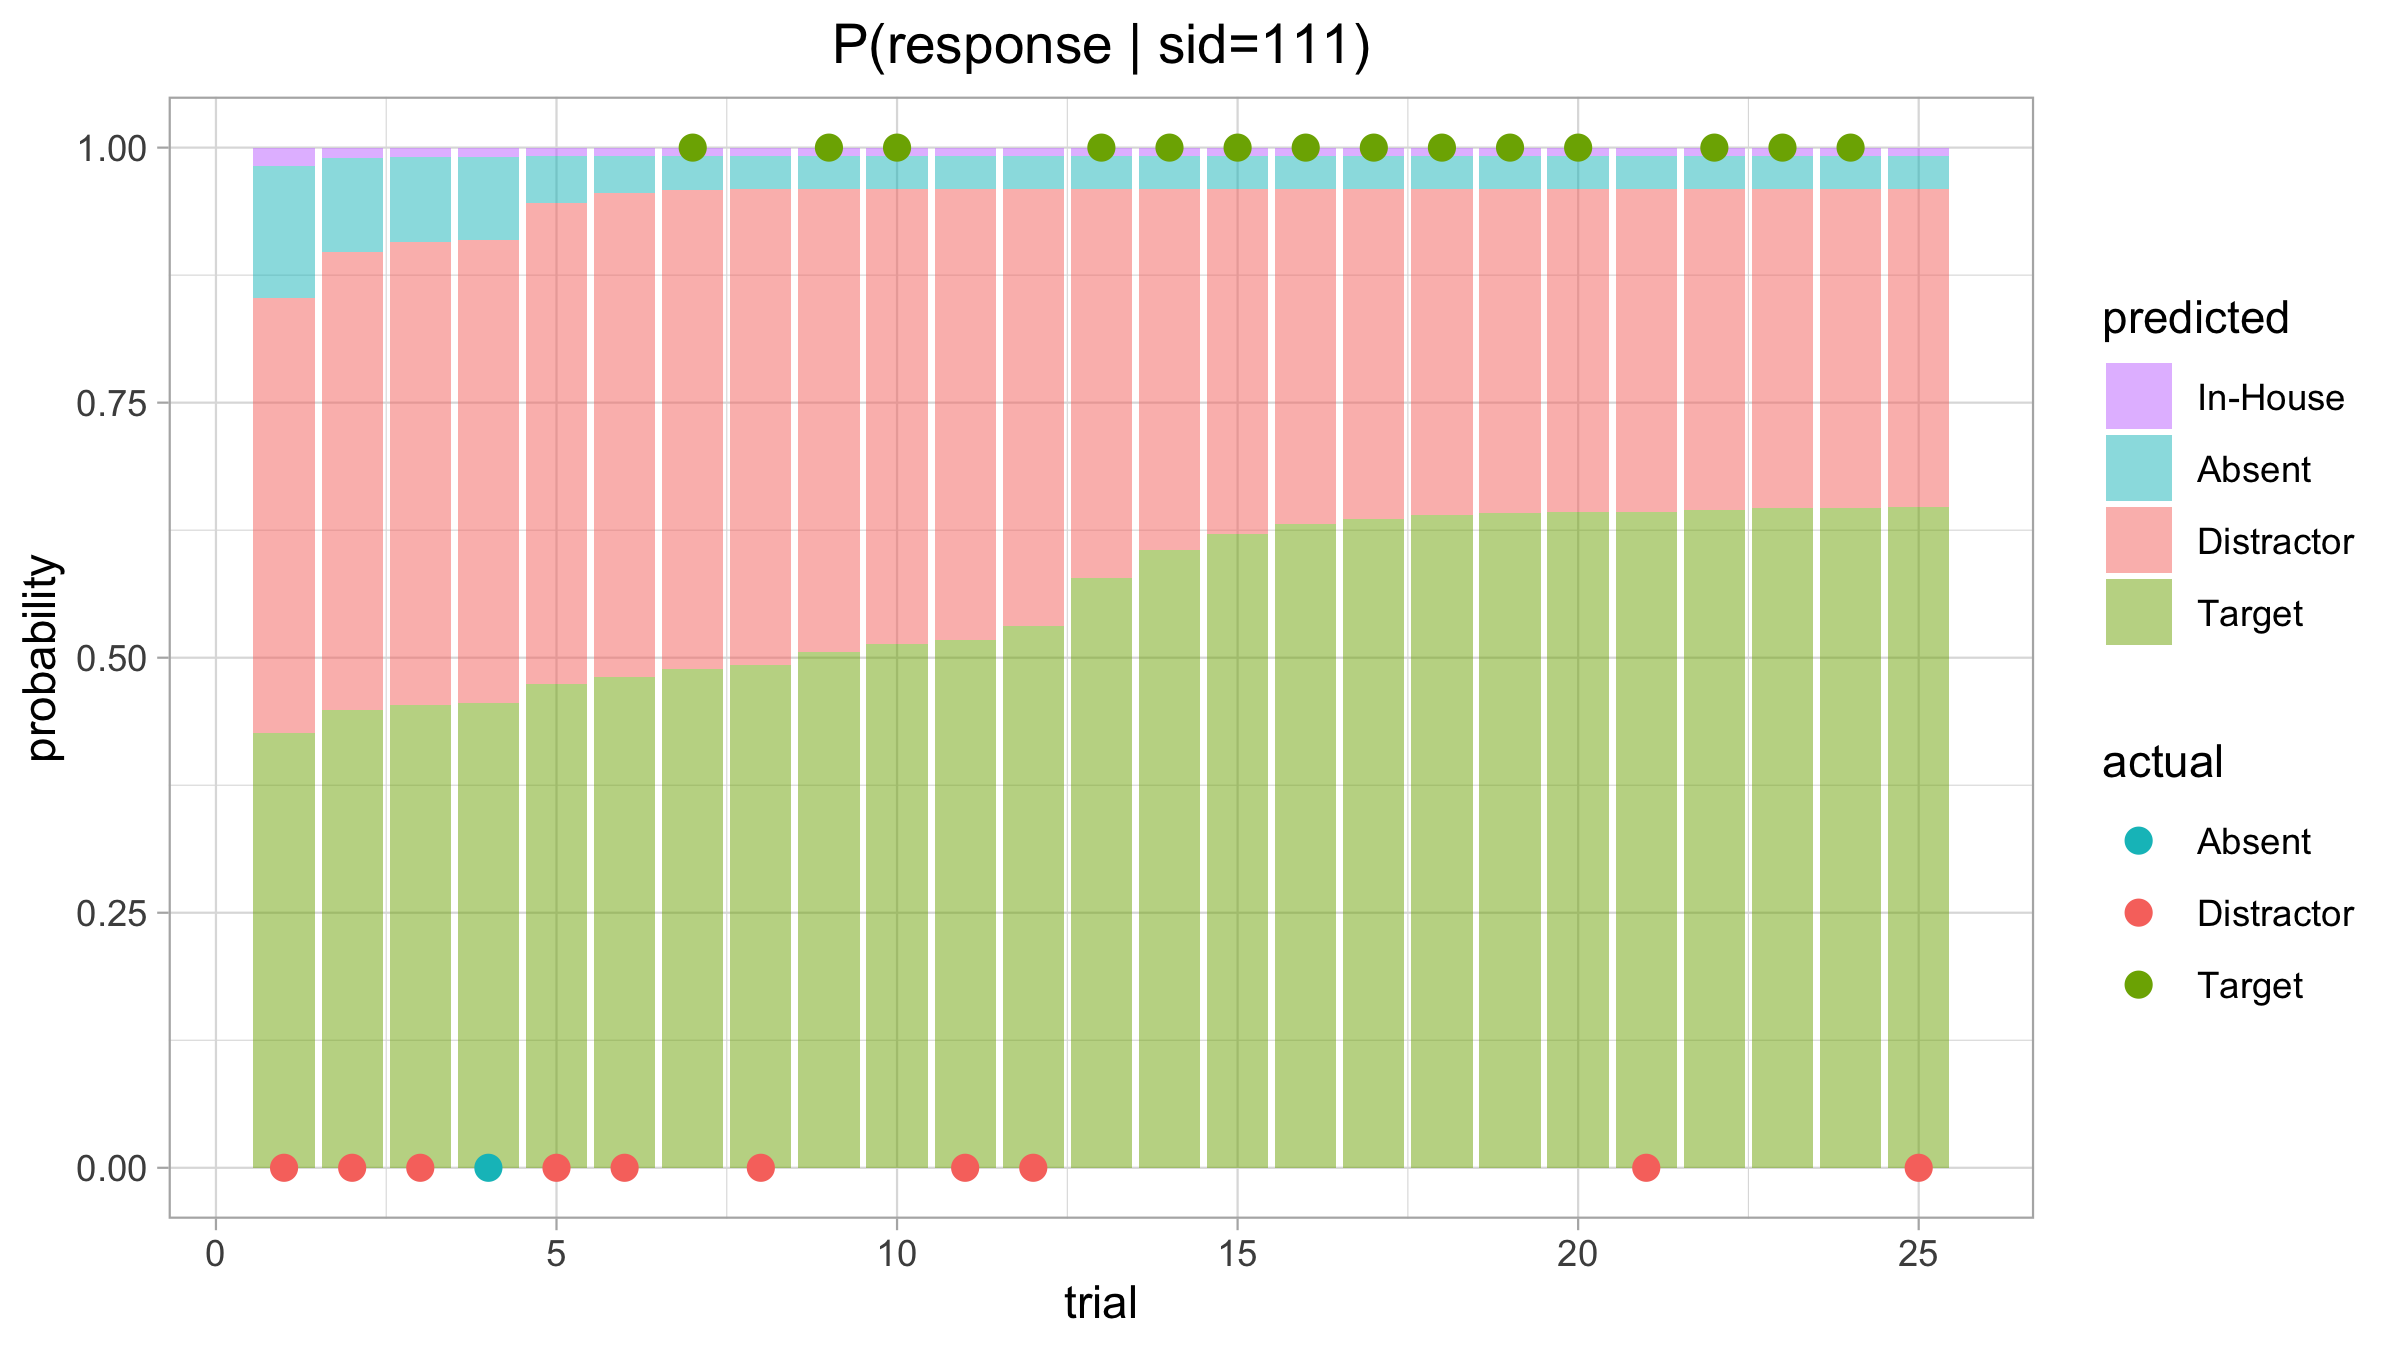 P(response | sid=111)
probability
1.00
0.75
0.50
0.25
0.00
0
5
10
15
20
25
trial
predicted
In-House
Absent
Distractor
Target
actual
Absent
Distractor
Target